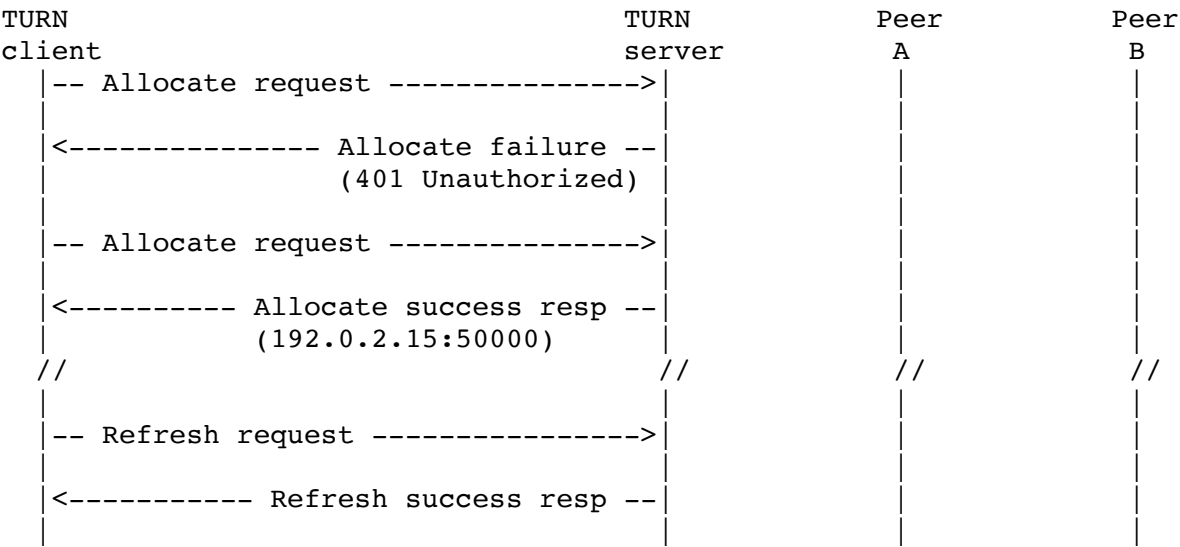 TURN                                 TURN           Peer          Peer
client                               server          A             B
  |-- Allocate request --------------->|             |             |
  |                                    |             |             |
  |<--------------- Allocate failure --|             |             |
  |                 (401 Unauthorized) |             |             |
  |                                    |             |             |
  |-- Allocate request --------------->|             |             |
  |                                    |             |             |
  |<---------- Allocate success resp --|             |             |
  |            (192.0.2.15:50000)      |             |             |
  //                                   //            //            //
  |                                    |             |             |
  |-- Refresh request ---------------->|             |             |
  |                                    |             |             |
  |<----------- Refresh success resp --|             |             |
  |                                    |             |             |